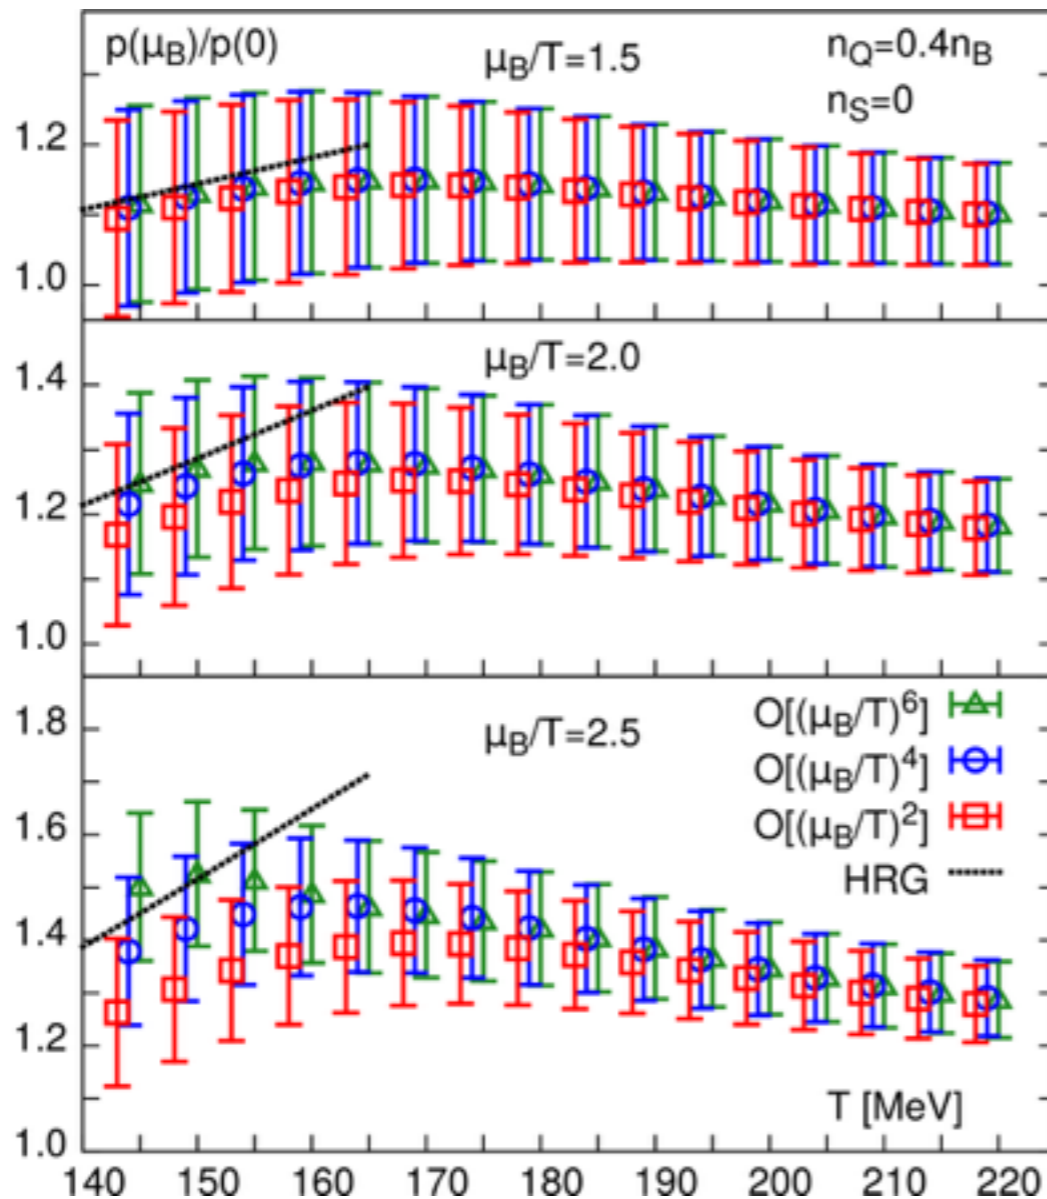 p(μB)/p(0)
μB/T=1.5
nQ=0.4nB
nS=0
1.2
1.0
μB/T=2.0
1.4
1.2
1.0
μB/T=2.5
1.8
1.6
1.4
1.2
1.0
O[(μB/T)⁶]
O[(μB/T)⁴]
O[(μB/T)²]
HRG
T [MeV]
140 150 160 170 180 190 200 210 220